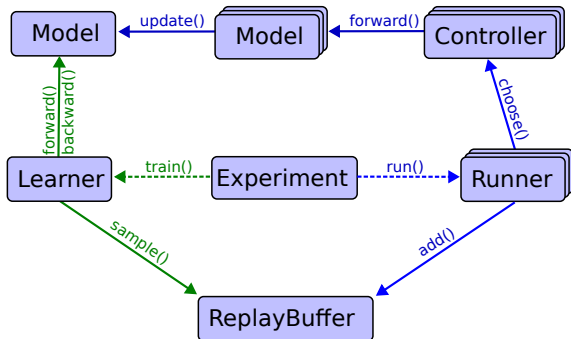 Model
update()
Model
forward()
Controller
forward()
backward()
choose()
Learner
train()
Experiment
run()
Runner
sample()
add()
ReplayBuffer